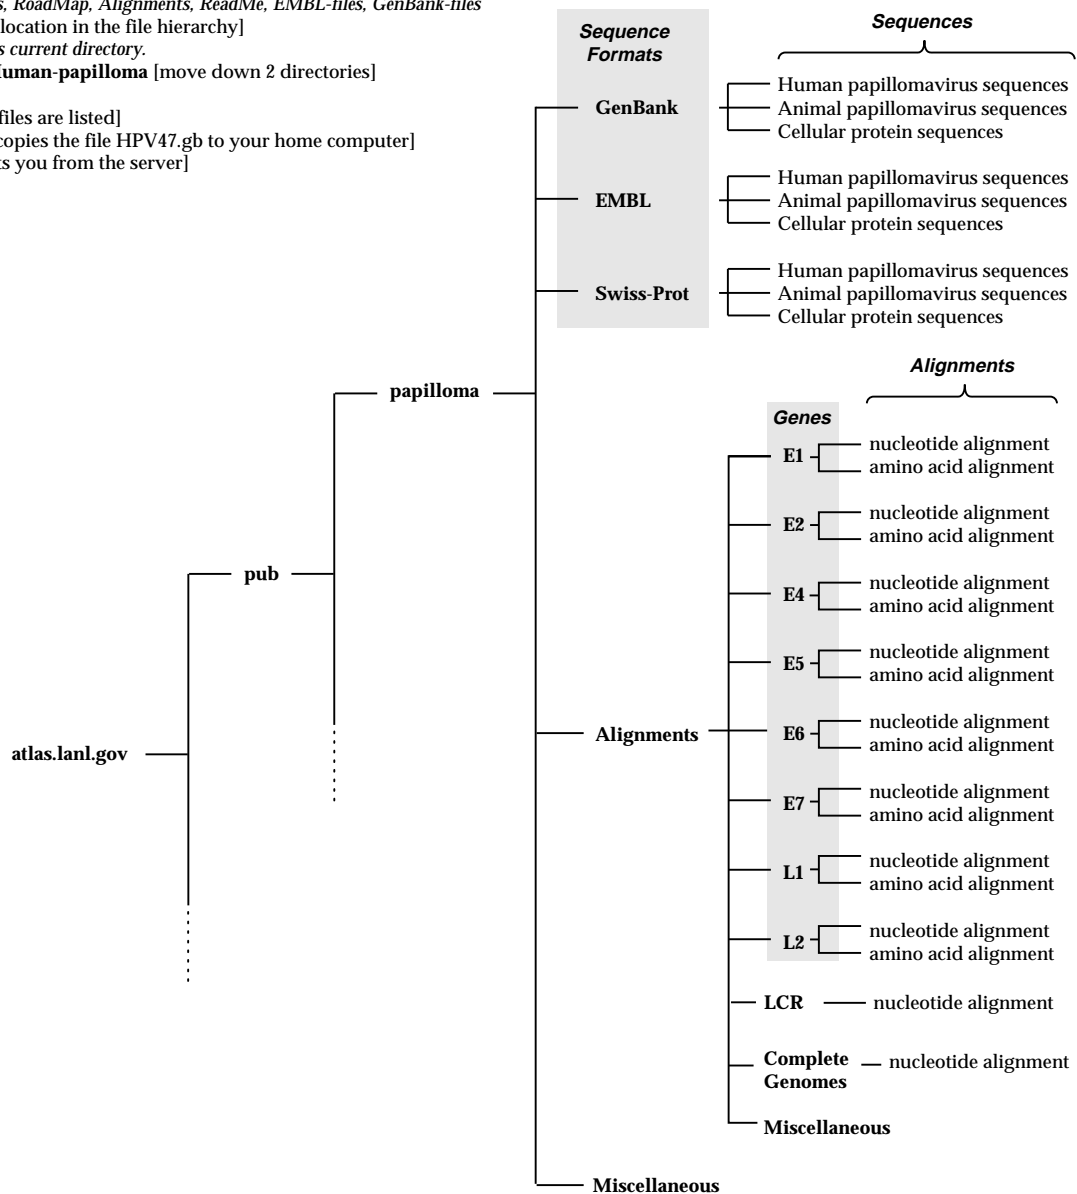 s, RoadMap, Alignments, ReadMe, EMBL-files, GenBank-files
location in the file hierarchy]
s current directory.
Human-papilloma [move down 2 directories]
files are listed]
copies the file HPV47.gb to your home computer]
ts you from the server]
Sequence
Formats
Sequences
GenBank
Human papillomavirus sequences
Animal papillomavirus sequences
Cellular protein sequences
EMBL
Human papillomavirus sequences
Animal papillomavirus sequences
Cellular protein sequences
Swiss-Prot
Human papillomavirus sequences
Animal papillomavirus sequences
Cellular protein sequences
papilloma
pub
atlas.lanl.gov
Alignments
Alignments
Genes
E1
nucleotide alignment
amino acid alignment
E2
nucleotide alignment
amino acid alignment
E4
nucleotide alignment
amino acid alignment
E5
nucleotide alignment
amino acid alignment
E6
nucleotide alignment
amino acid alignment
E7
nucleotide alignment
amino acid alignment
L1
nucleotide alignment
amino acid alignment
L2
nucleotide alignment
amino acid alignment
LCR
nucleotide alignment
Complete
Genomes
nucleotide alignment
Miscellaneous
Miscellaneous